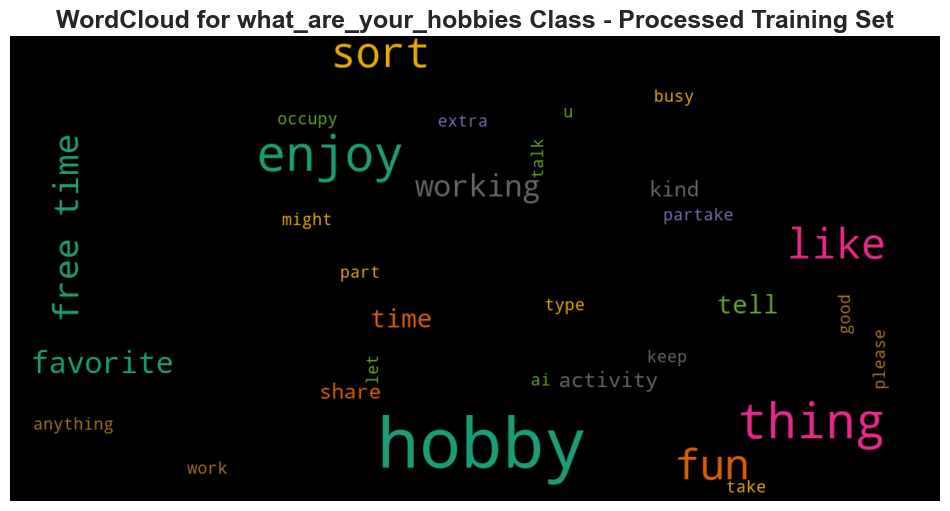 WordCloud for what_are_your_hobbies Class - Processed Training Set
sort
busy
occupy
extra
u
free time
enjoy
talk
working
kind
might
partake
like
part
type
tell
good
time
favorite
let
keep
please
share
ai
activity
anything
hobby
thing
work
fun
take